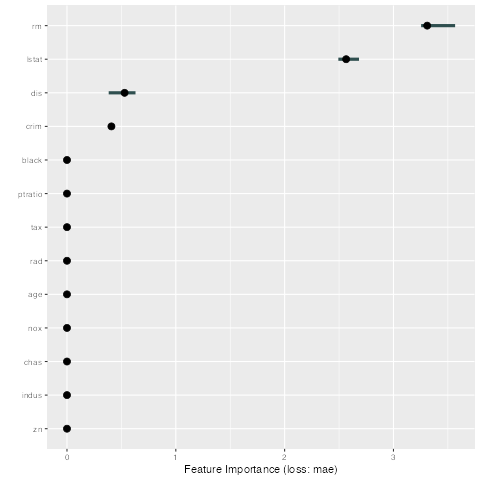 rm
lstat
dis
crim
black
ptratio
tax
rad
age
nox
chas
indus
zn
0 1 2 3
Feature Importance (loss: mae)